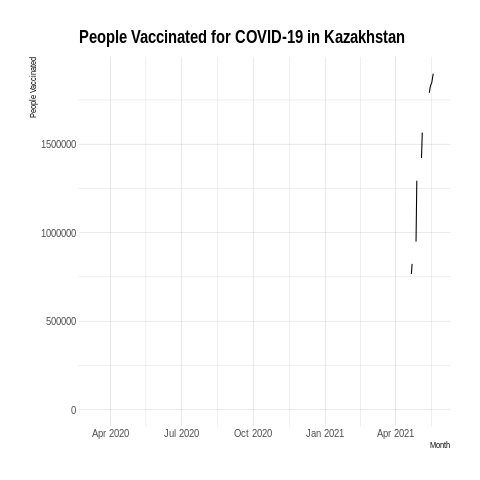 People Vaccinated for COVID-19 in Kazakhstan
People Vaccinated
1500000
1000000
500000
0
Apr 2020 Jul 2020 Oct 2020 Jan 2021 Apr 2021
Month